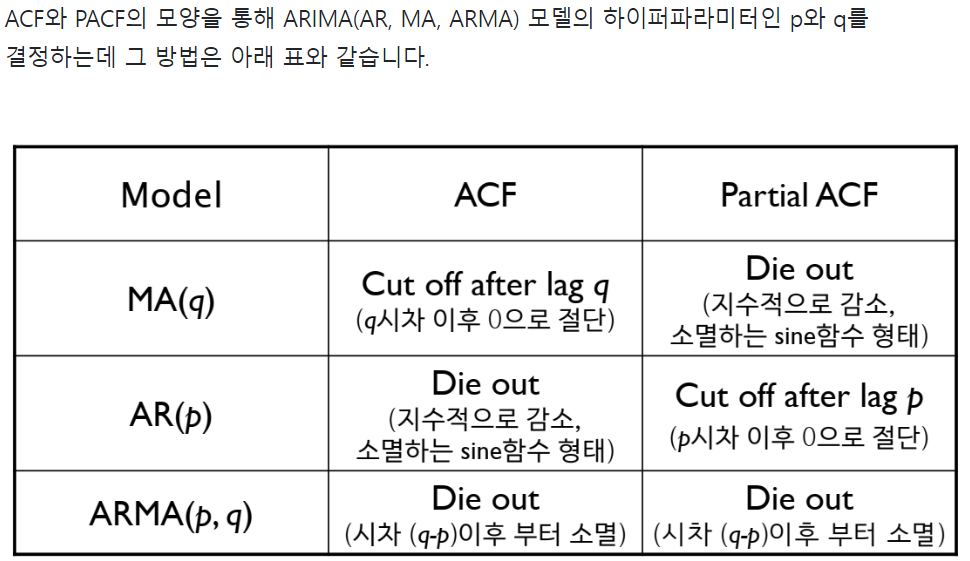 ACF와 PACF의 모양을 통해 ARIMA(AR, MA, ARMA) 모델의 하이퍼파라미터인 p와 q를
결정하는데 그 방법은 아래 표와 같습니다.
Model
ACF
Partial ACF
MA(q)
Cut off after lag q
(q시차 이후 0으로 절단)
Die out
(지수적으로 감소,
소멸하는 sine함수 형태)
AR(p)
Die out
(지수적으로 감소,
소멸하는 sine함수 형태)
Cut off after lag p
(p시차 이후 0으로 절단)
ARMA(p, q)
Die out
(시차 (q-p)이후 부터 소멸)
Die out
(시차 (q-p)이후 부터 소멸)